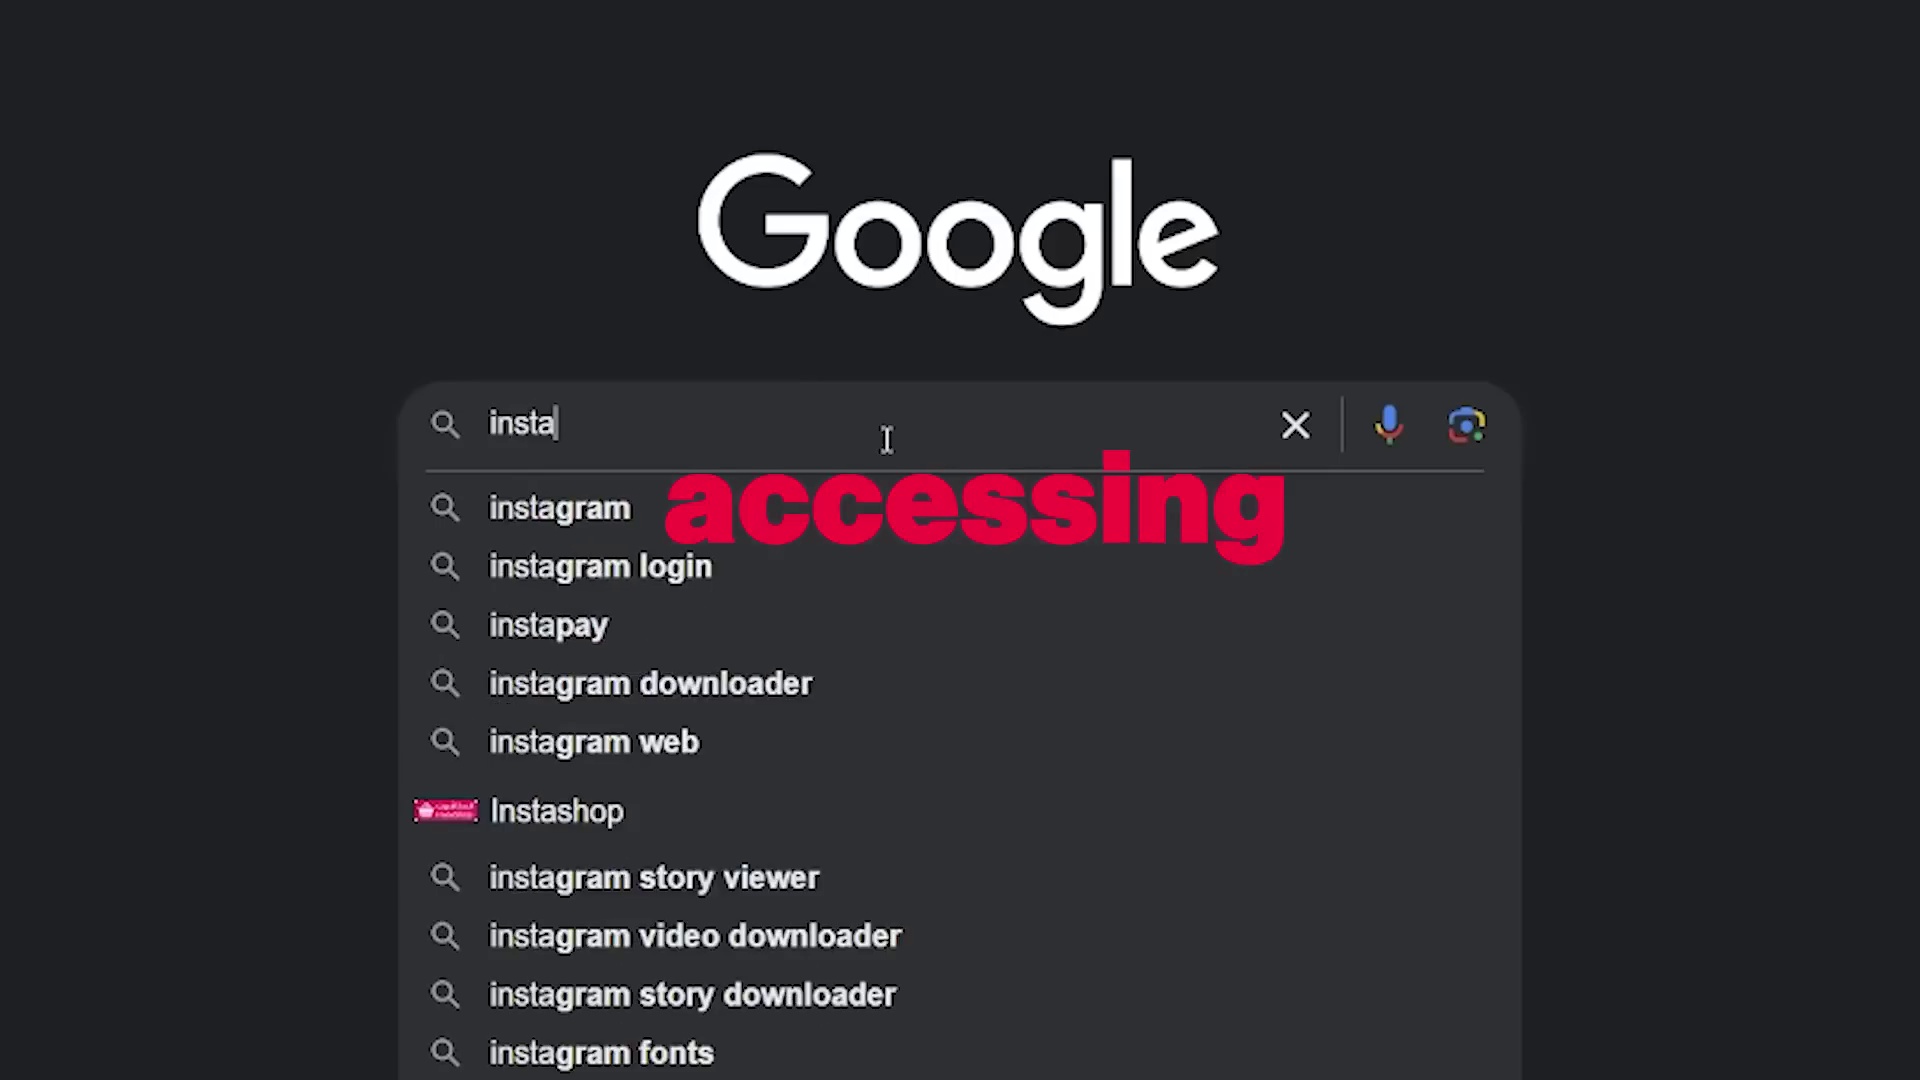 Google
insta
accessing
instagram
instagram login
instapay
instagram downloader
instagram web
Instashop
instagram story viewer
instagram video downloader
instagram story downloader
instagram fonts